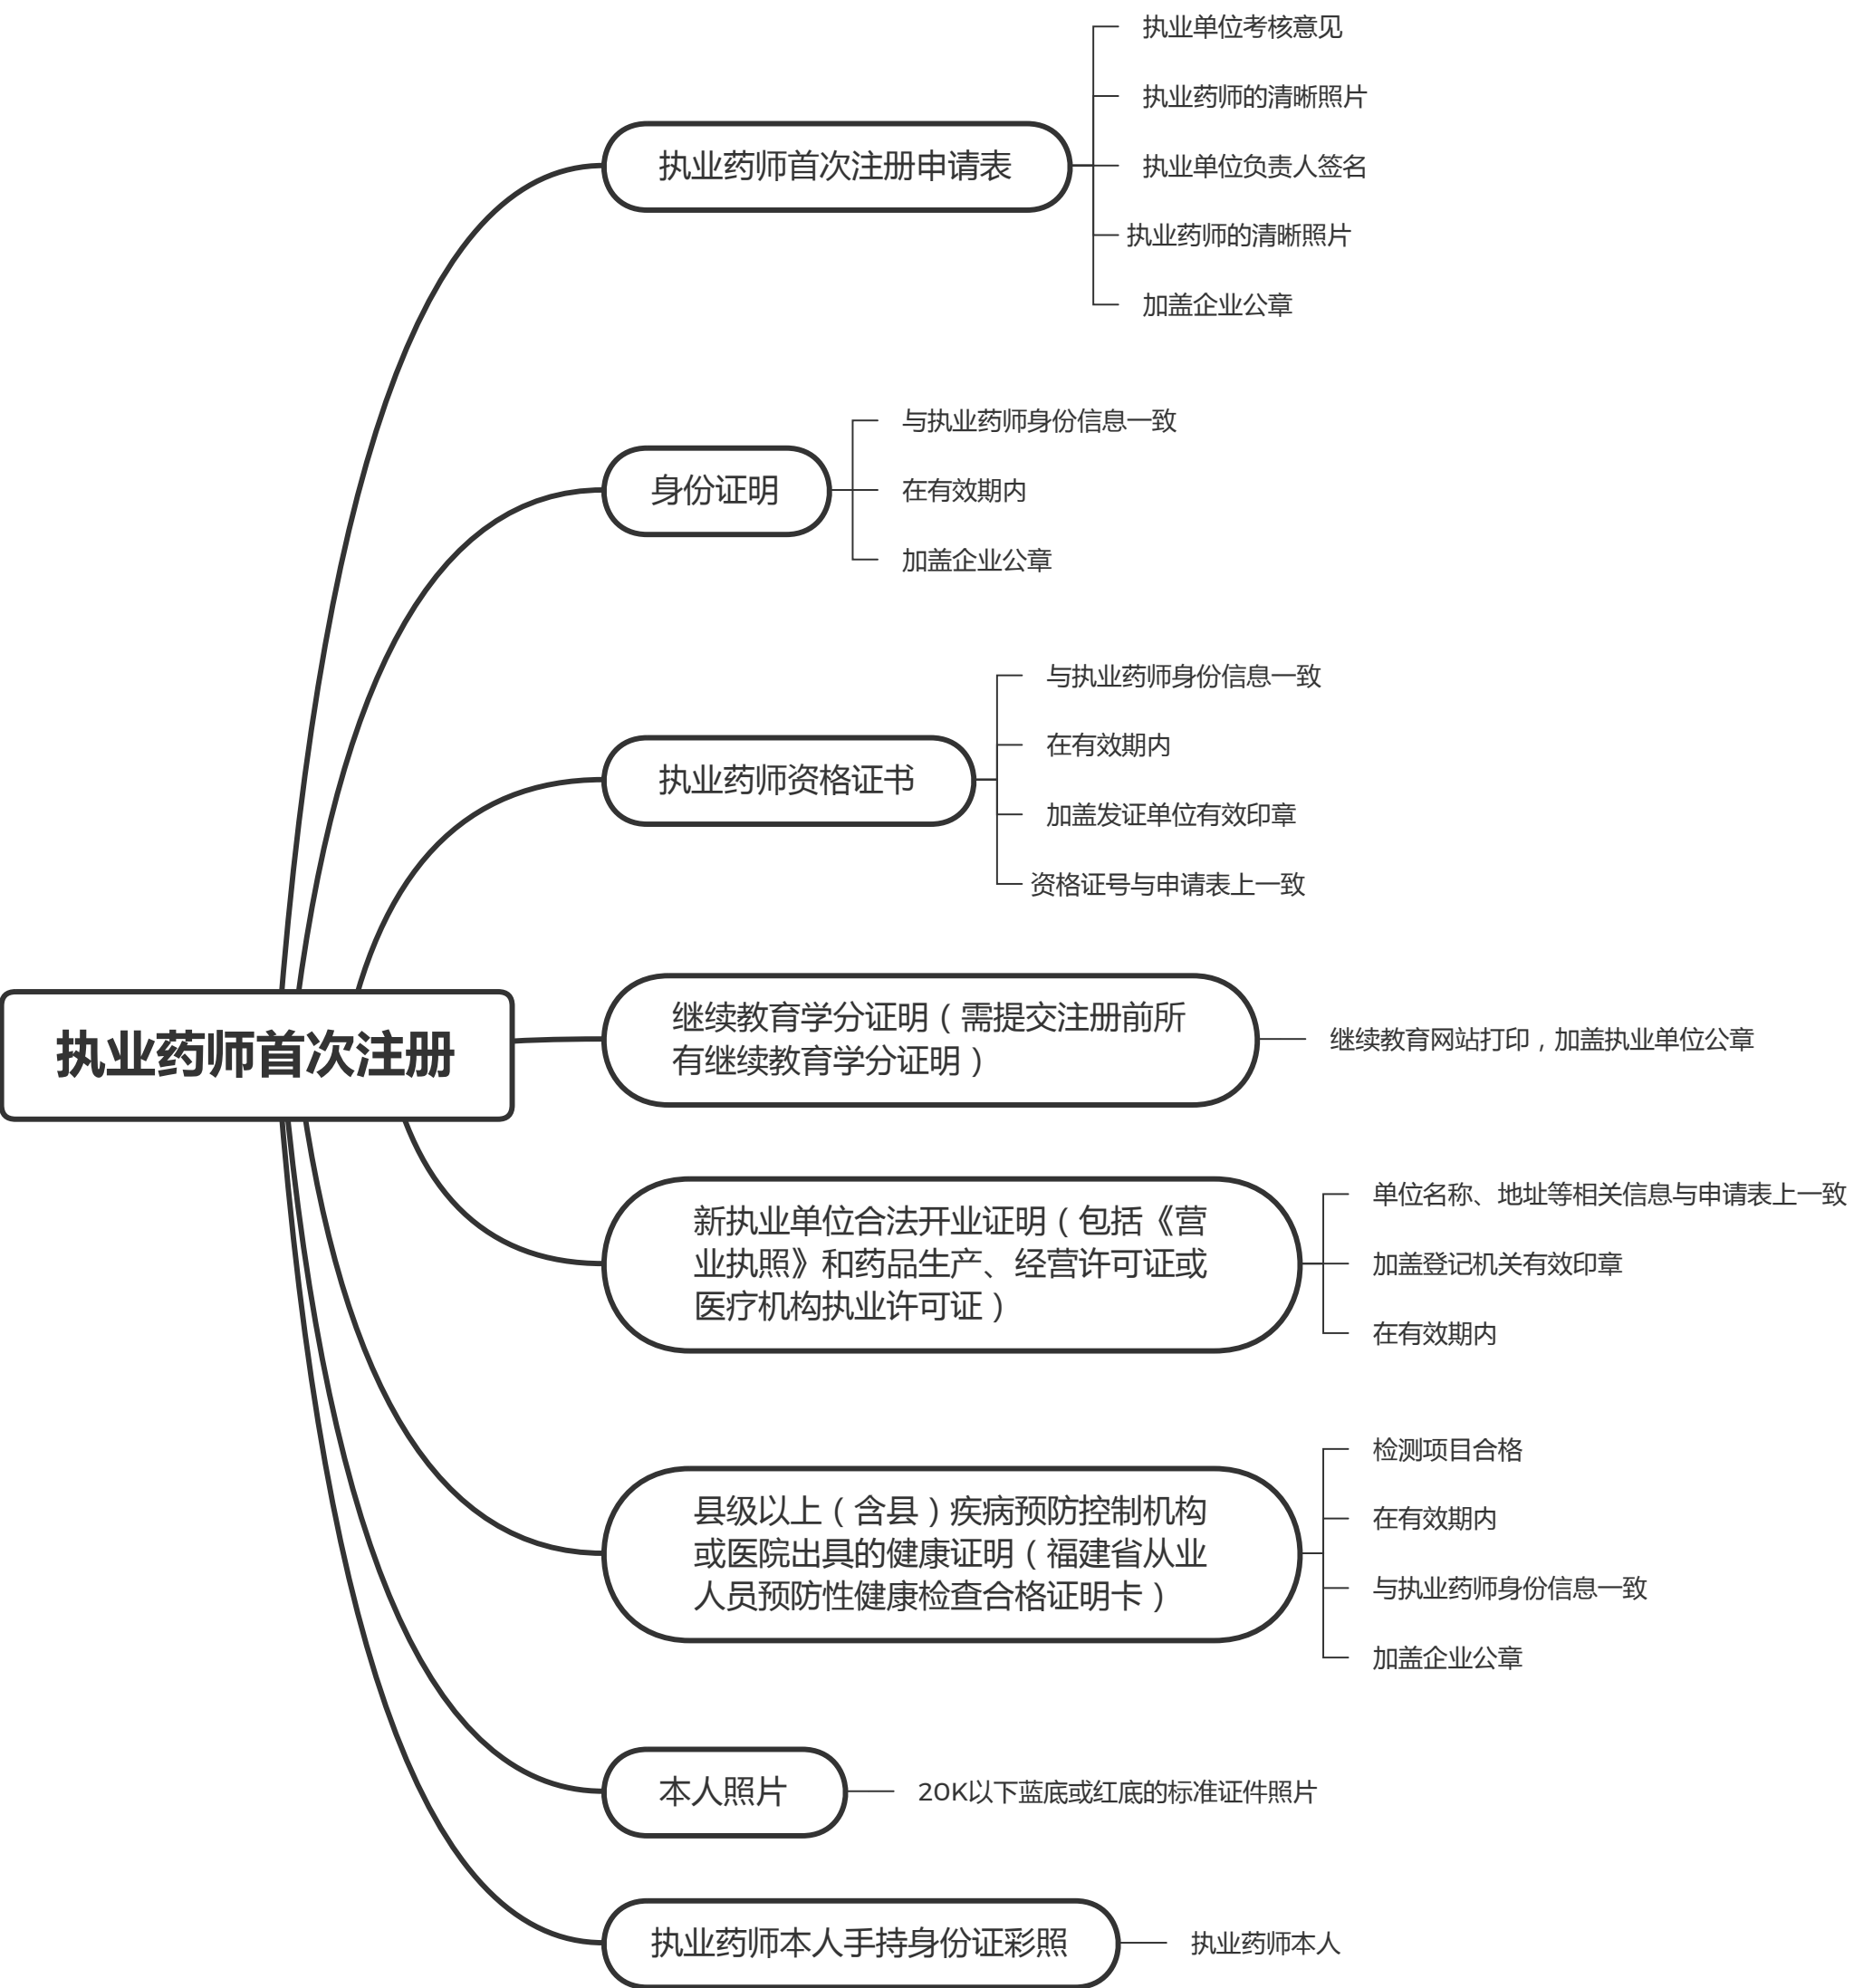 执业药师首次注册
执业药师首次注册申请表
执业单位考核意见
执业药师的清晰照片
执业单位负责人签名
执业药师的清晰照片
加盖企业公章
身份证明
与执业药师身份信息一致
在有效期内
加盖企业公章
执业药师资格证书
与执业药师身份信息一致
在有效期内
加盖发证单位有效印章
资格证号与申请表上一致
继续教育学分证明（需提交注册前所
有继续教育学分证明）
继续教育网站打印，加盖执业单位公章
新执业单位合法开业证明（包括《营
业执照》和药品生产、经营许可证或
医疗机构执业许可证）
单位名称、地址等相关信息与申请表上一致
加盖登记机关有效印章
在有效期内
县级以上（含县）疾病预防控制机构
或医院出具的健康证明（福建省从业
人员预防性健康检查合格证明卡）
检测项目合格
在有效期内
与执业药师身份信息一致
加盖企业公章
本人照片
20K以下蓝底或红底的标准证件照片
执业药师本人手持身份证彩照
执业药师本人